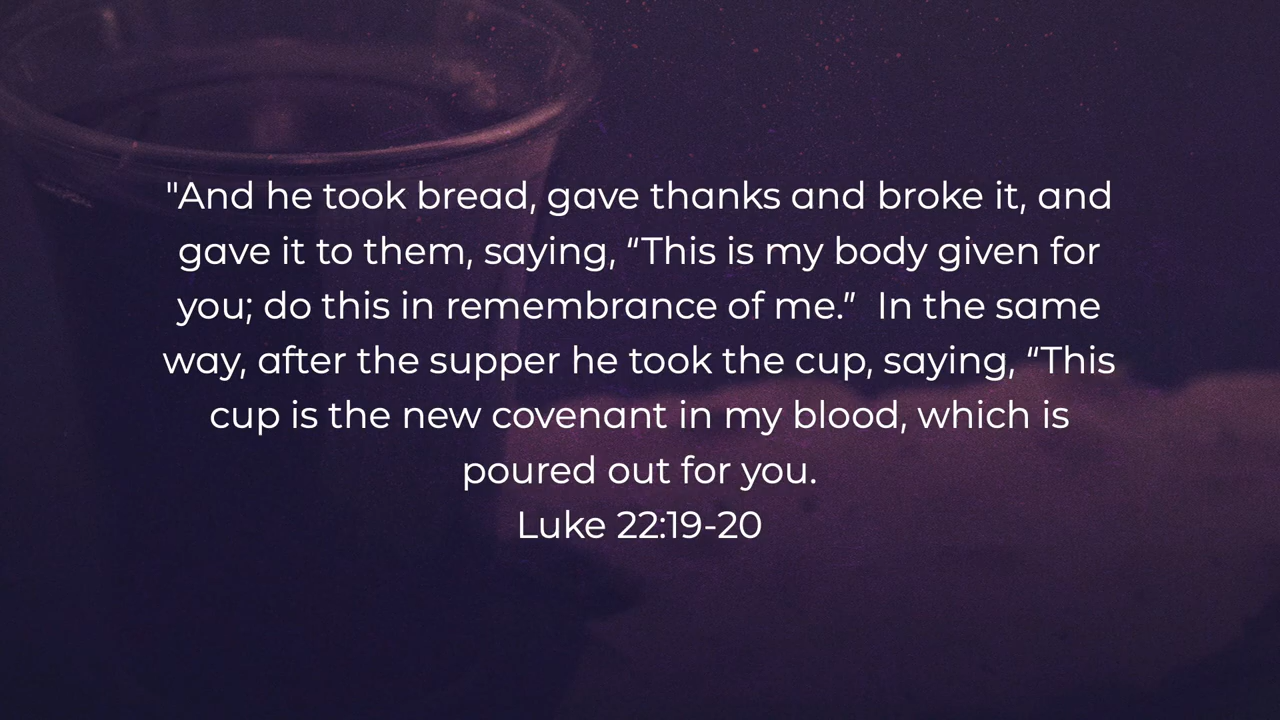 "And he took bread, gave thanks and broke it, and
gave it to them, saying, “This is my body given for
you; do this in remembrance of me.”  In the same
way, after the supper he took the cup, saying, “This
cup is the new covenant in my blood, which is
poured out for you.
Luke 22:19-20